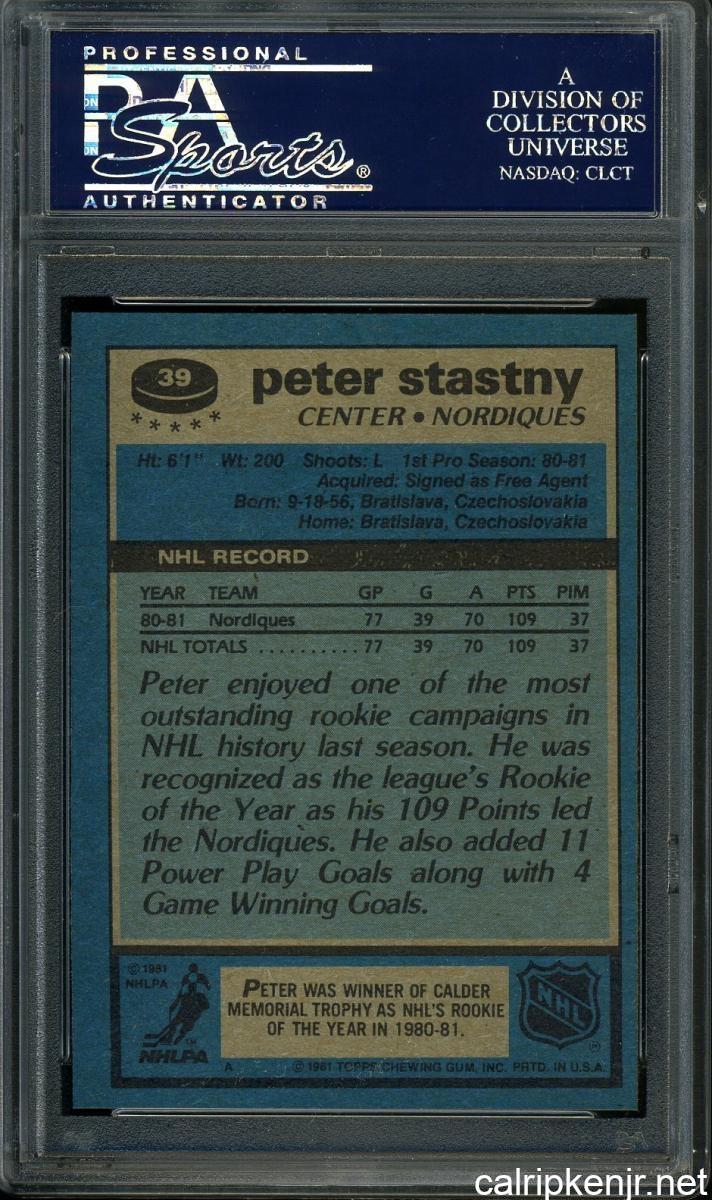 PROFESSIONAL
PSA
Sports®
AUTHENTICATOR
A
DIVISION OF
COLLECTORS
UNIVERSE
NASDAQ: CLCT
39
peter stastny
CENTER • NORDIQUES
Ht: 6'1" Wt: 200 Shoots: L 1st Pro Season: 80-81
Acquired: Signed as Free Agent
Born: 9-18-56, Bratislava, Czechoslovakia
Home: Bratislava, Czechoslovakia
NHL RECORD
YEAR TEAM GP G A PTS PIM
80-81 Nordiques 77 39 70 109 37
NHL TOTALS .......... 77 39 70 109 37
Peter enjoyed one of the most
outstanding rookie campaigns in
NHL history last season. He was
recognized as the league's Rookie
of the Year as his 109 Points led
the Nordiques. He also added 11
Power Play Goals along with 4
Game Winning Goals.
© 1981
NHLPA
TM
NHLPA
PETER WAS WINNER OF CALDER
MEMORIAL TROPHY AS NHL'S ROOKIE
OF THE YEAR IN 1980-81.
NHL
A © 1981 TOPPS CHEWING GUM, INC. PRTD. IN U.S.A.
calripkenjr.net